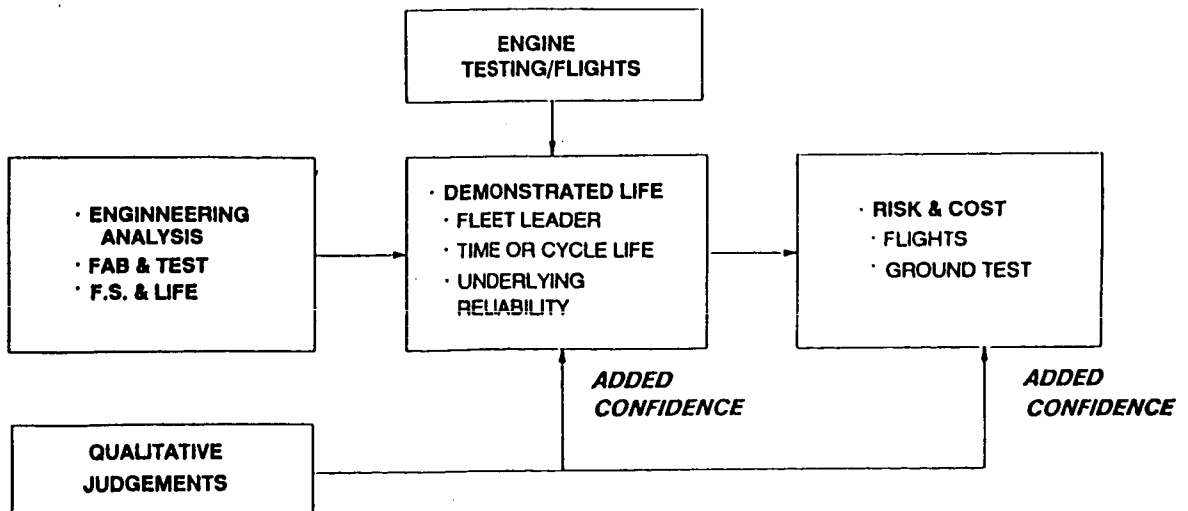 ENGINE
TESTING/FLIGHTS
· ENGINNEERING
ANALYSIS
· FAB & TEST
· F.S. & LIFE
· DEMONSTRATED LIFE
· FLEET LEADER
· TIME OR CYCLE LIFE
· UNDERLYING
RELIABILITY
· RISK & COST
· FLIGHTS
· GROUND TEST
ADDED
CONFIDENCE
ADDED
CONFIDENCE
QUALITATIVE
JUDGEMENTS